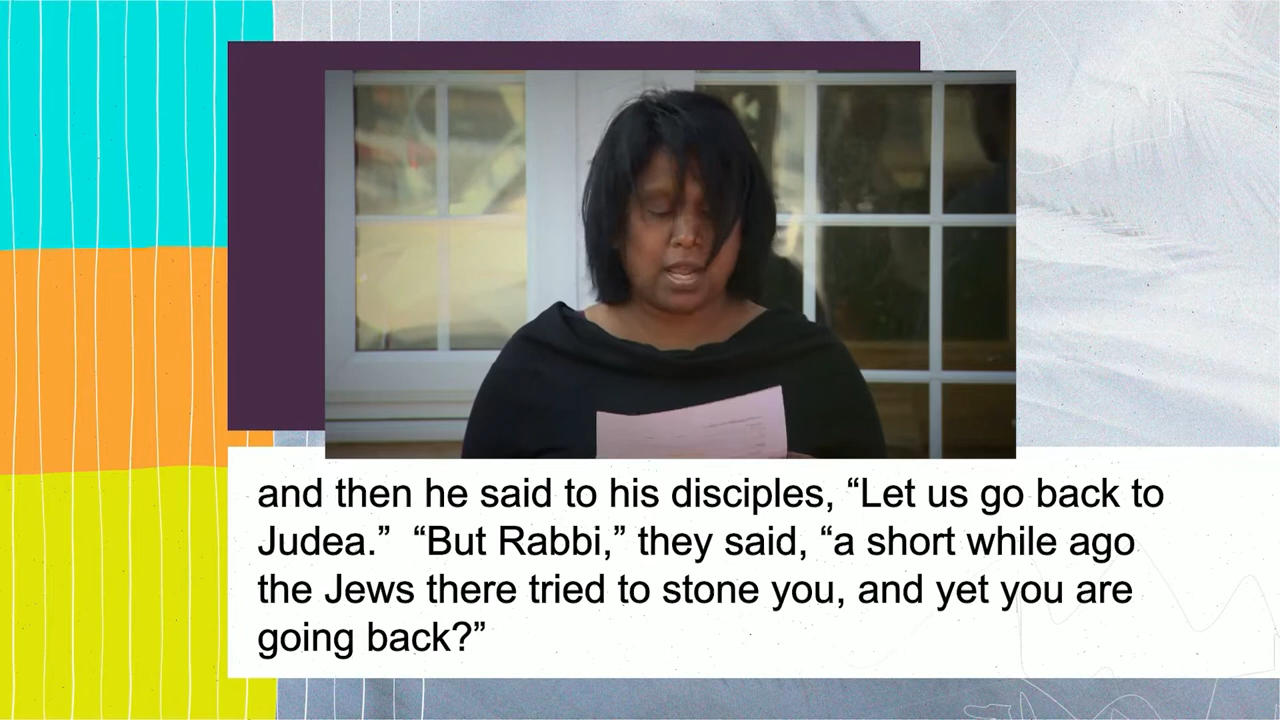 and then he said to his disciples, “Let us go back to
Judea.”  “But Rabbi,” they said, “a short while ago
the Jews there tried to stone you, and yet you are
going back?”